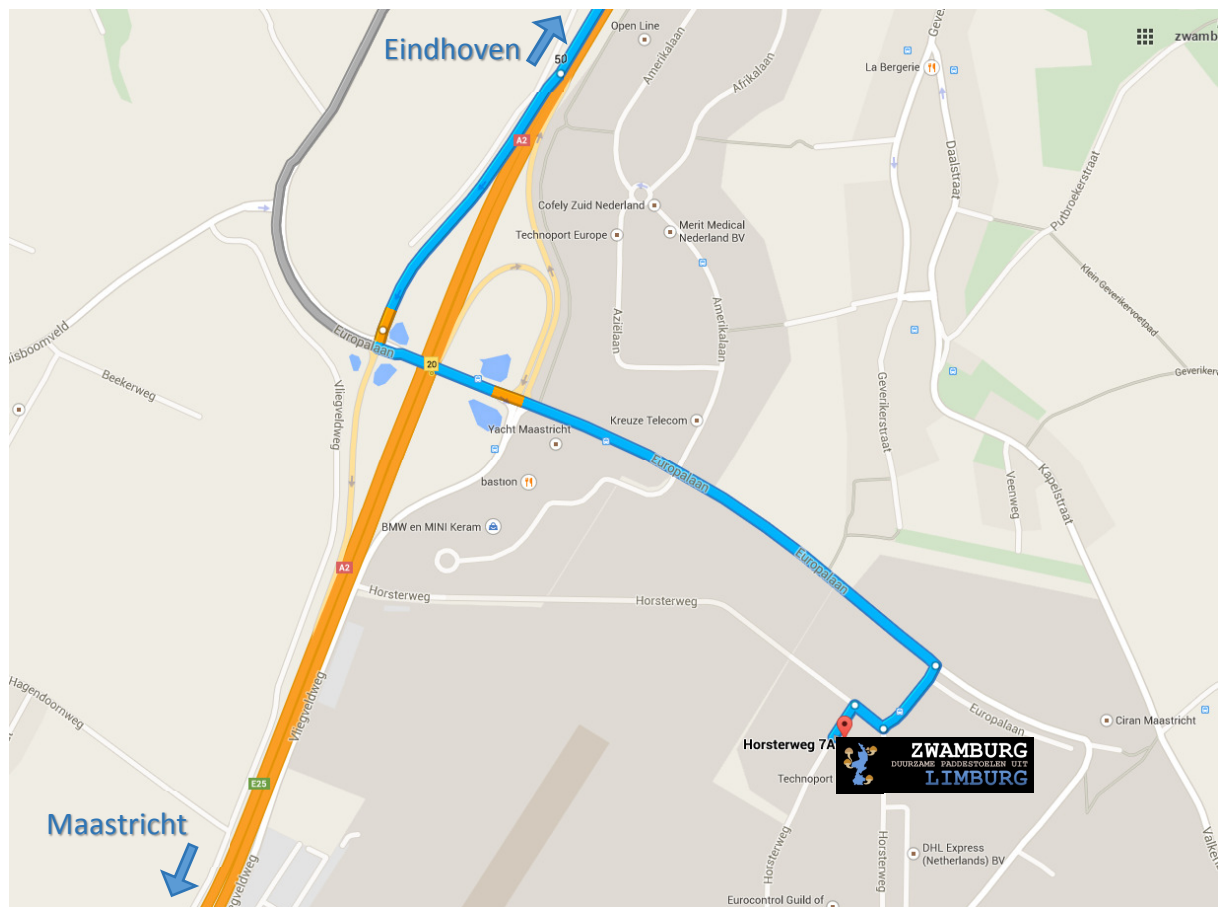 Open Line
Eindhoven
zwamb
50
La Bergerie
Gever
Amerikalaan
Afrikalaan
A2
Daalstraat
Putbroekerstraat
Cofely Zuid Nederland
Technoport Europe
Merit Medical
Nederland BV
Klein Geverikervoetpad
Aziëlaan
Amerikalaan
uisboomveld
Europalaan
20
Beekerweg
Vliegveldweg
Geverikerstraat
Geverikerv
Kreuze Telecom
Yacht Maastricht
Europalaan
bastion
Veenweg
Kapelstraat
BMW en MINI Keram
Europalaan
A2
Horsterweg
Horsterweg
Hagendoornweg
Vliegveldweg
Europalaan
Ciran Maastricht
Horsterweg 7A
ZWAMBURG
DUURZAME PADDESTOELEN UIT
LIMBURG
Technoport
E25
Maastricht
Horsterweg
Horsterweg
DHL Express
(Netherlands) BV
Valken
Vliegveldweg
Eurocontrol Guild of